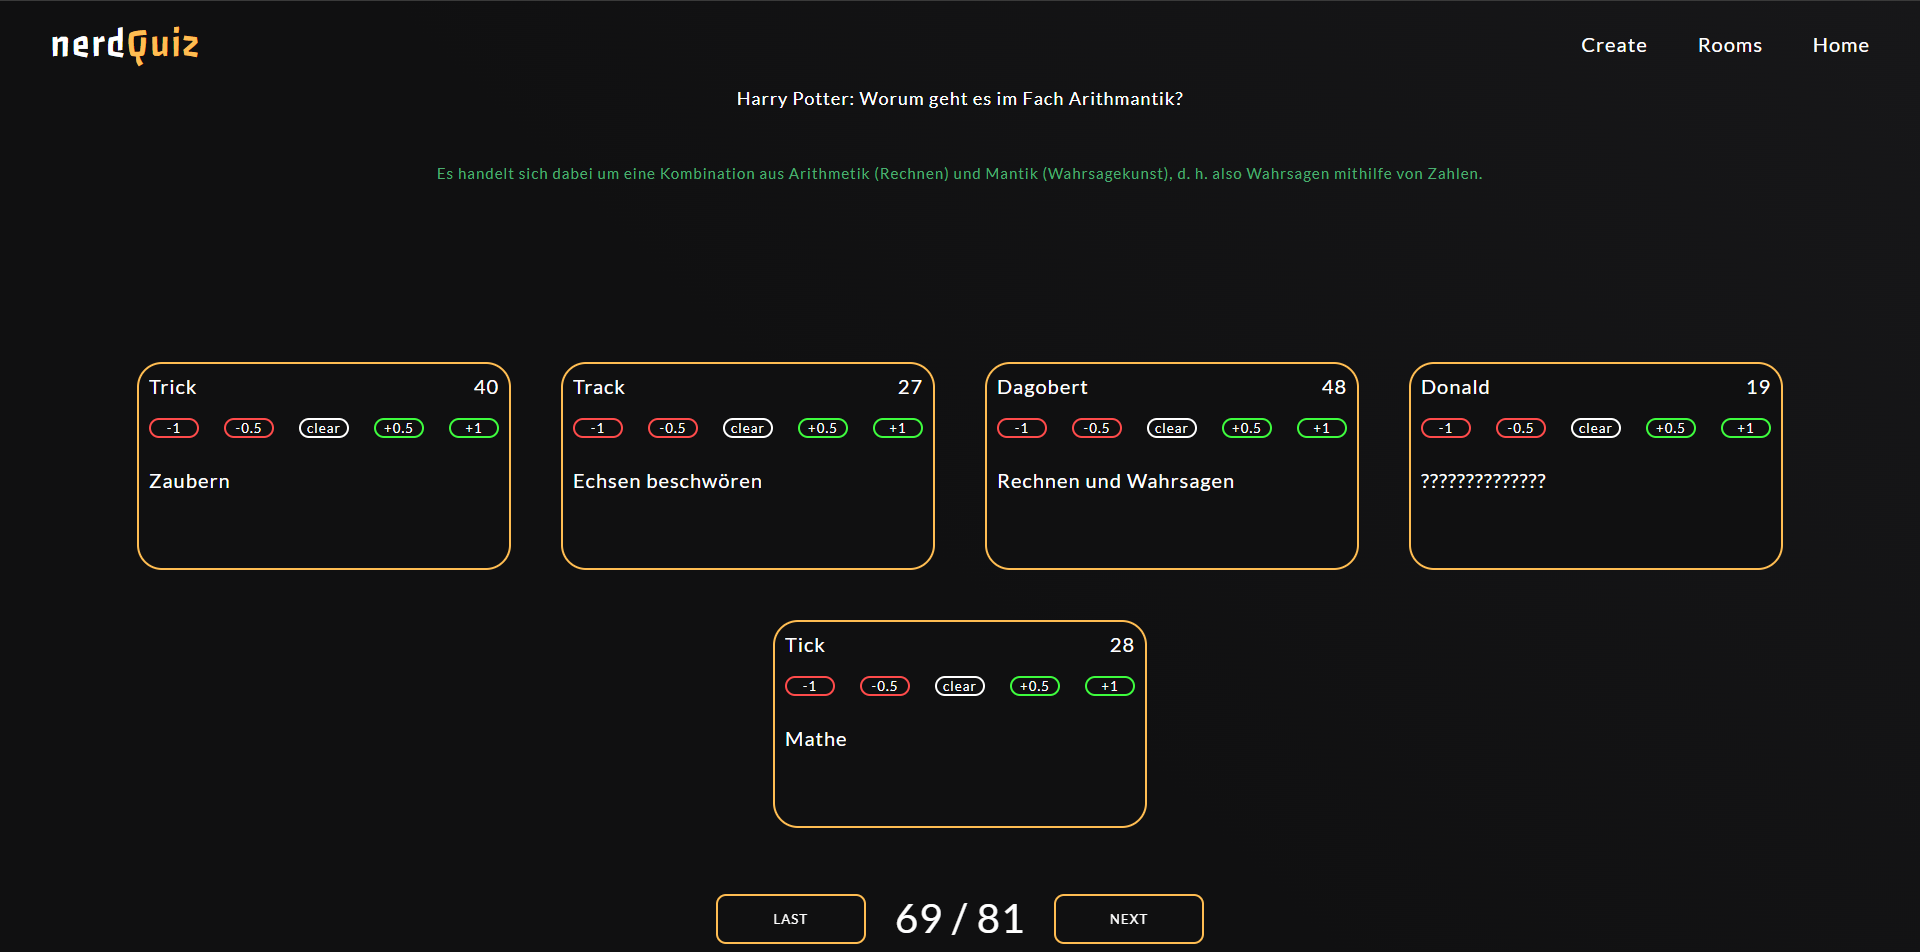 nerdQuiz
Create Rooms Home
Harry Potter: Worum geht es im Fach Arithmantik?
Es handelt sich dabei um eine Kombination aus Arithmetik (Rechnen) und Mantik (Wahrsagekunst), d. h. also Wahrsagen mithilfe von Zahlen.
Trick 40
-1 -0.5 clear +0.5 +1
Zaubern
Track 27
-1 -0.5 clear +0.5 +1
Echsen beschwören
Dagobert 48
-1 -0.5 clear +0.5 +1
Rechnen und Wahrsagen
Donald 19
-1 -0.5 clear +0.5 +1
??????????????
Tick 28
-1 -0.5 clear +0.5 +1
Mathe
LAST 69 / 81 NEXT